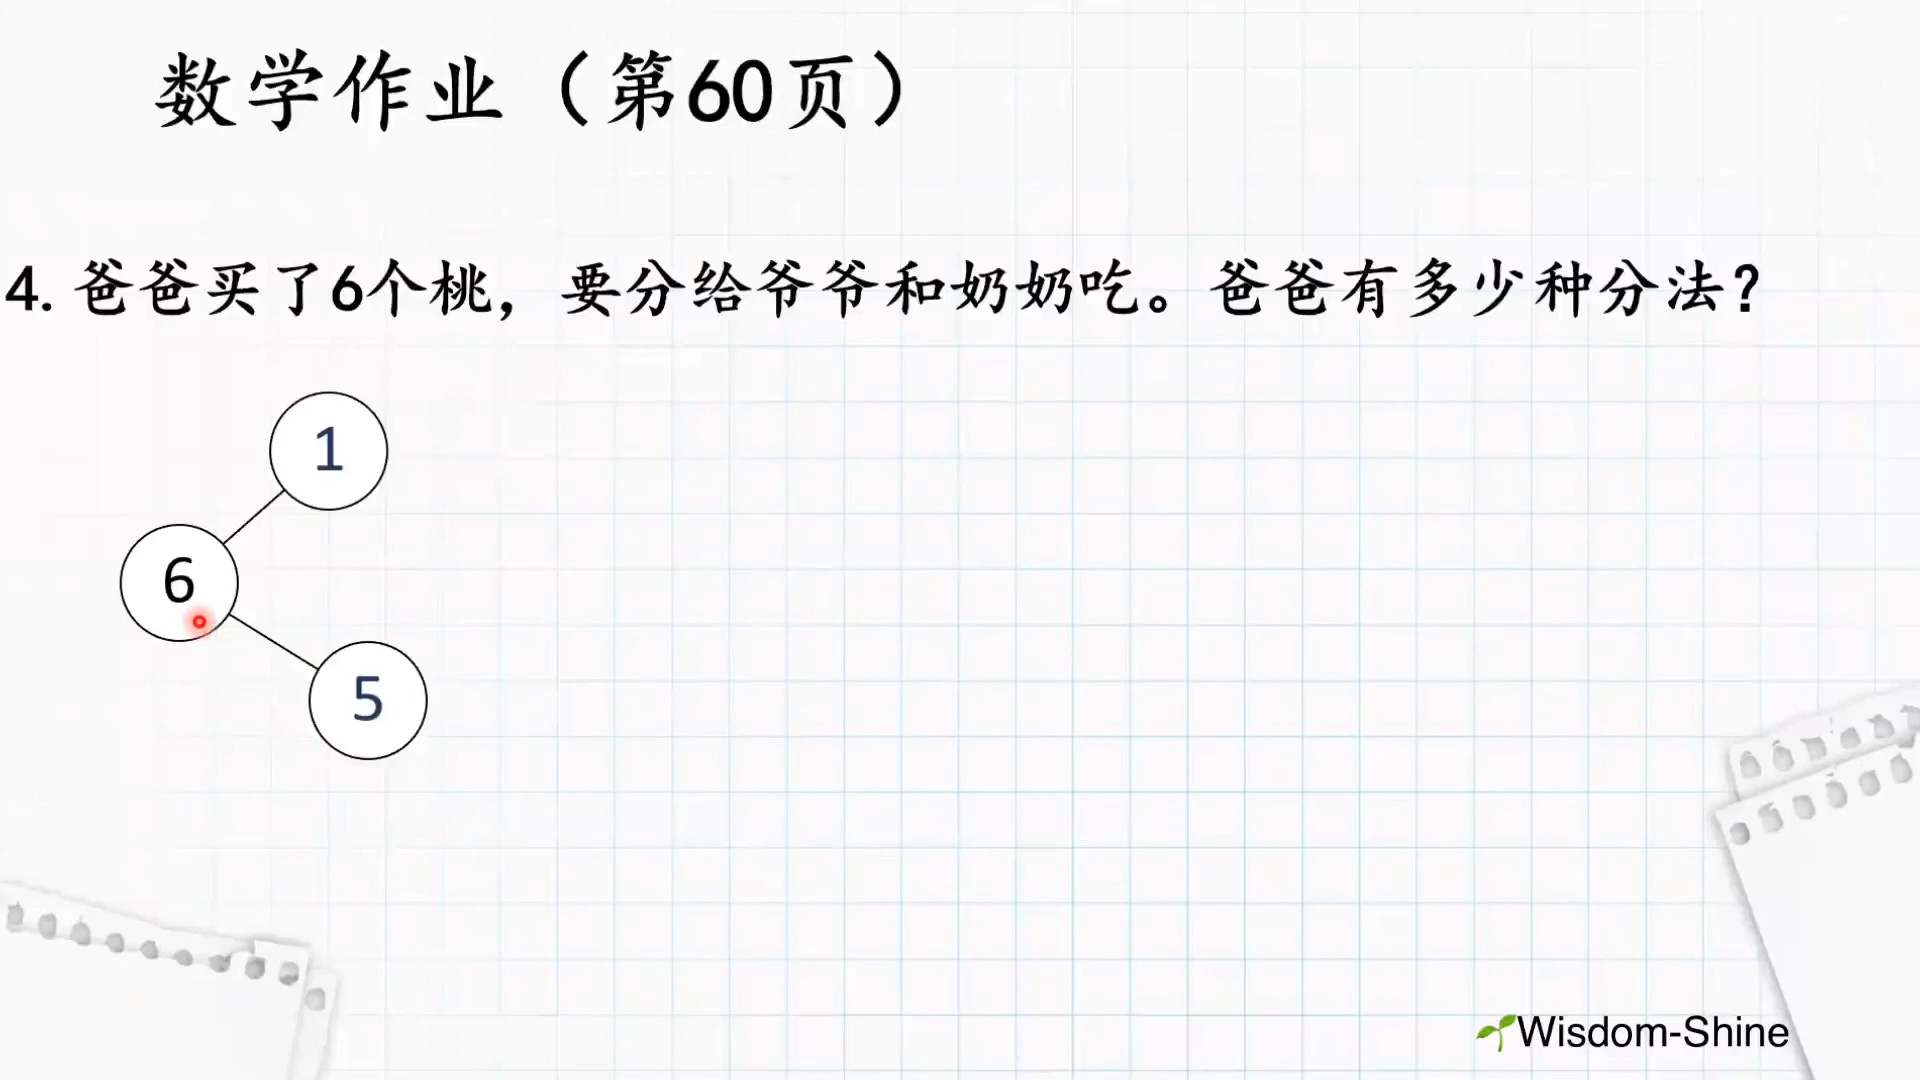 数学作业（第60页）
4. 爸爸买了6个桃，要分给爷爷和奶奶吃。爸爸有多少种分法？
1
6
5
Wisdom-Shine